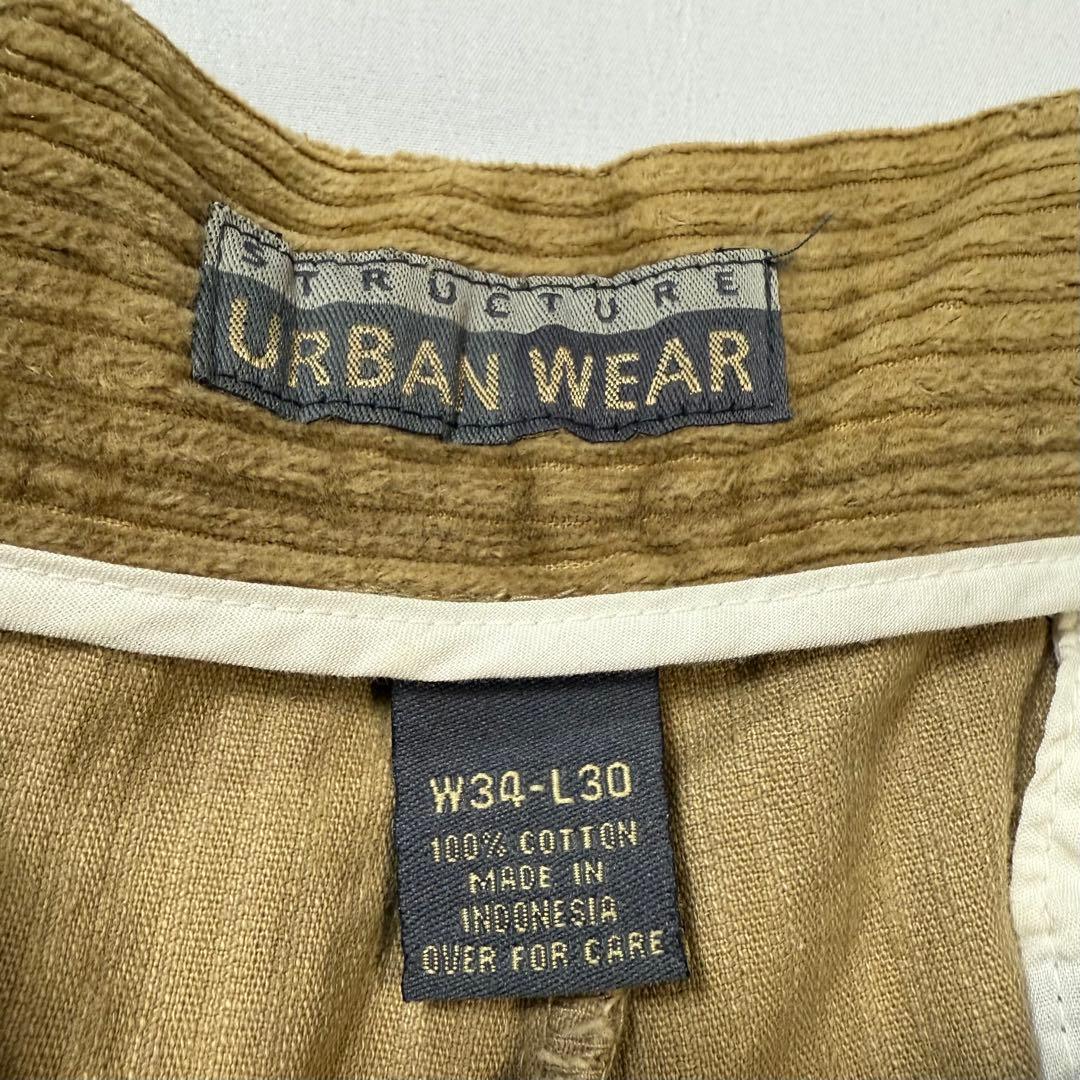 STRUCTURE
URBAN WEAR
W34-L30
100% COTTON
MADE IN
INDONESIA
OVER FOR CARE